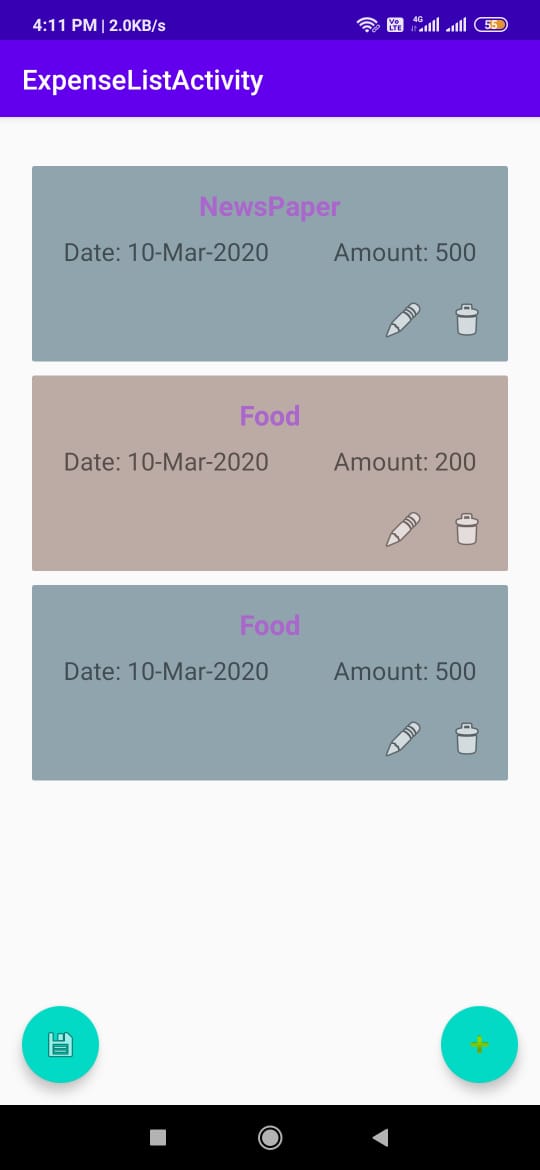 4:11 PM | 2.0KB/s
Vo LTE
4G
55
ExpenseListActivity
NewsPaper
Date: 10-Mar-2020 Amount: 500
Food
Date: 10-Mar-2020 Amount: 200
Food
Date: 10-Mar-2020 Amount: 500